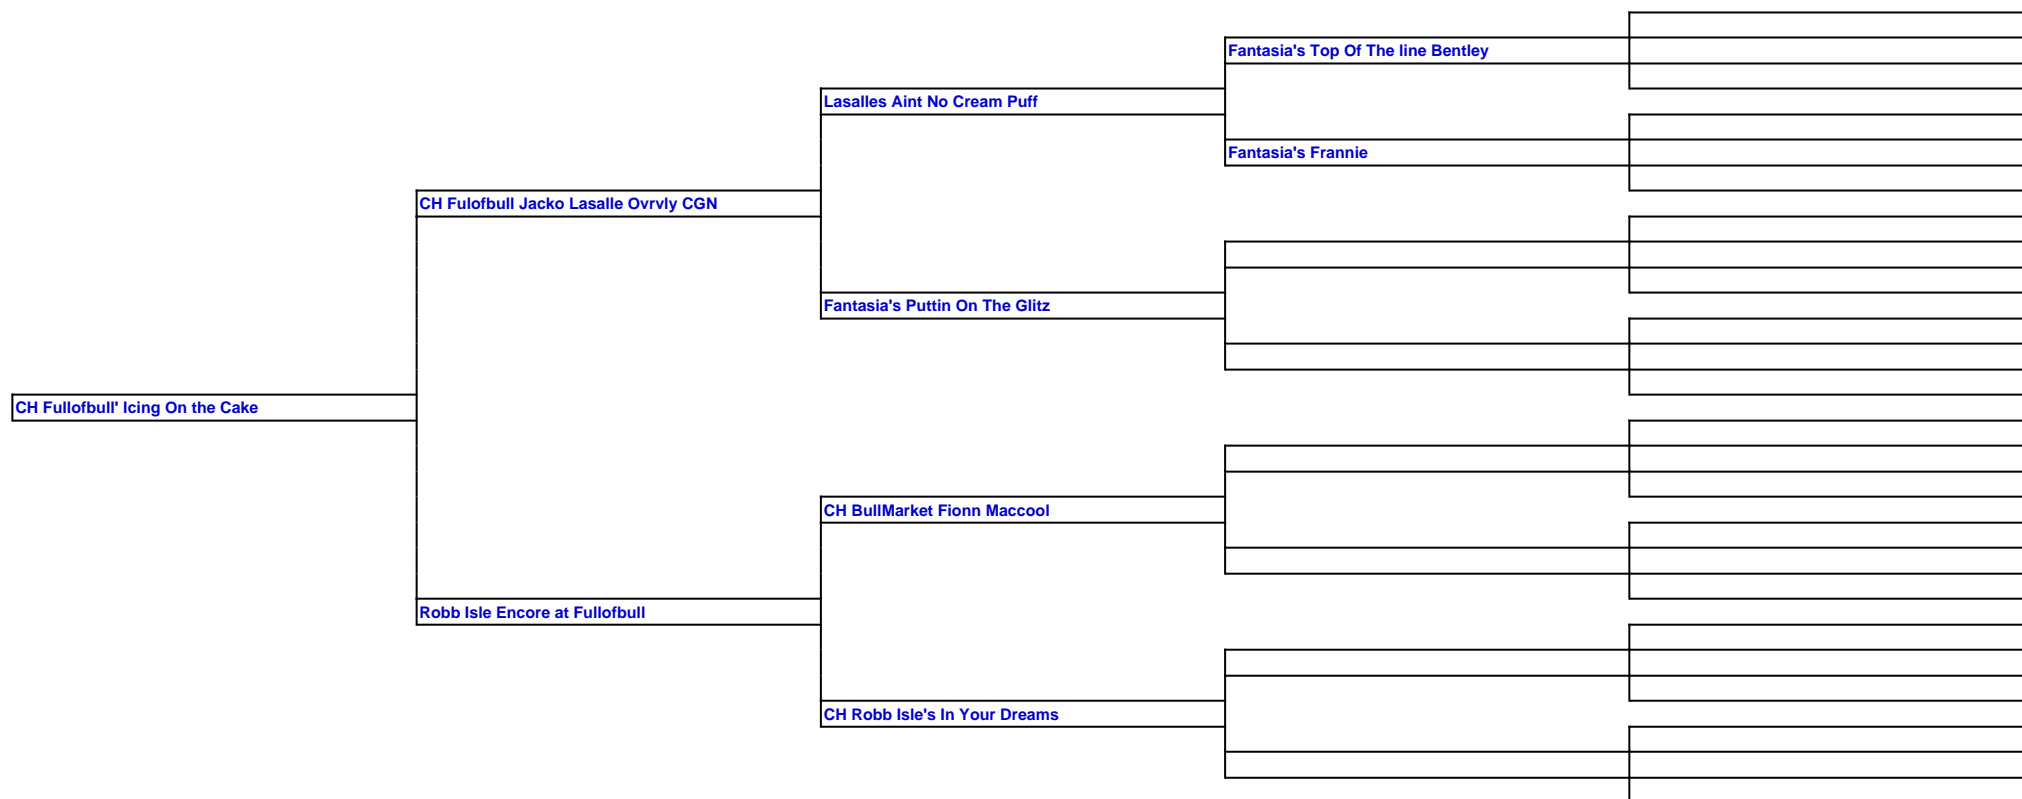 Fantasia's Top Of The line Bentley
Lasalles Aint No Cream Puff
Fantasia's Frannie
CH Fulofbull Jacko Lasalle Ovrvly CGN
Fantasia's Puttin On The Glitz
CH Fullofbull' Icing On the Cake
CH BullMarket Fionn Maccool
Robb Isle Encore at Fullofbull
CH Robb Isle's In Your Dreams